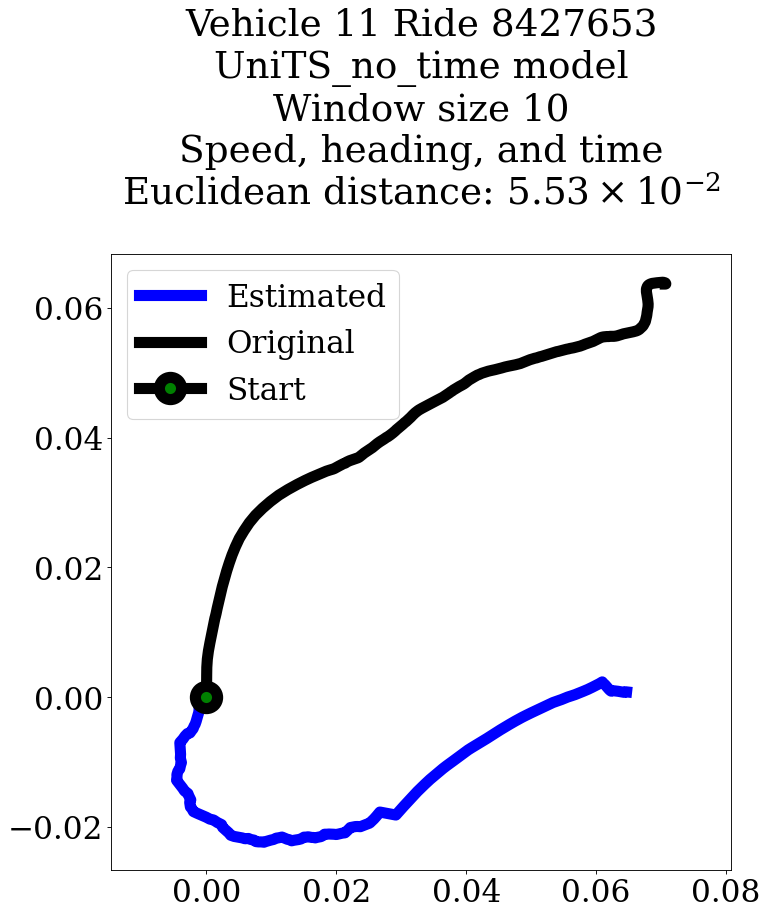 Vehicle 11 Ride 8427653
UniTS_no_time model
Window size 10
Speed, heading, and time
Euclidean distance: 5.53 × 10⁻²
Estimated
Original
Start
0.06
0.04
0.02
0.00
−0.02
0.00 0.02 0.04 0.06 0.08